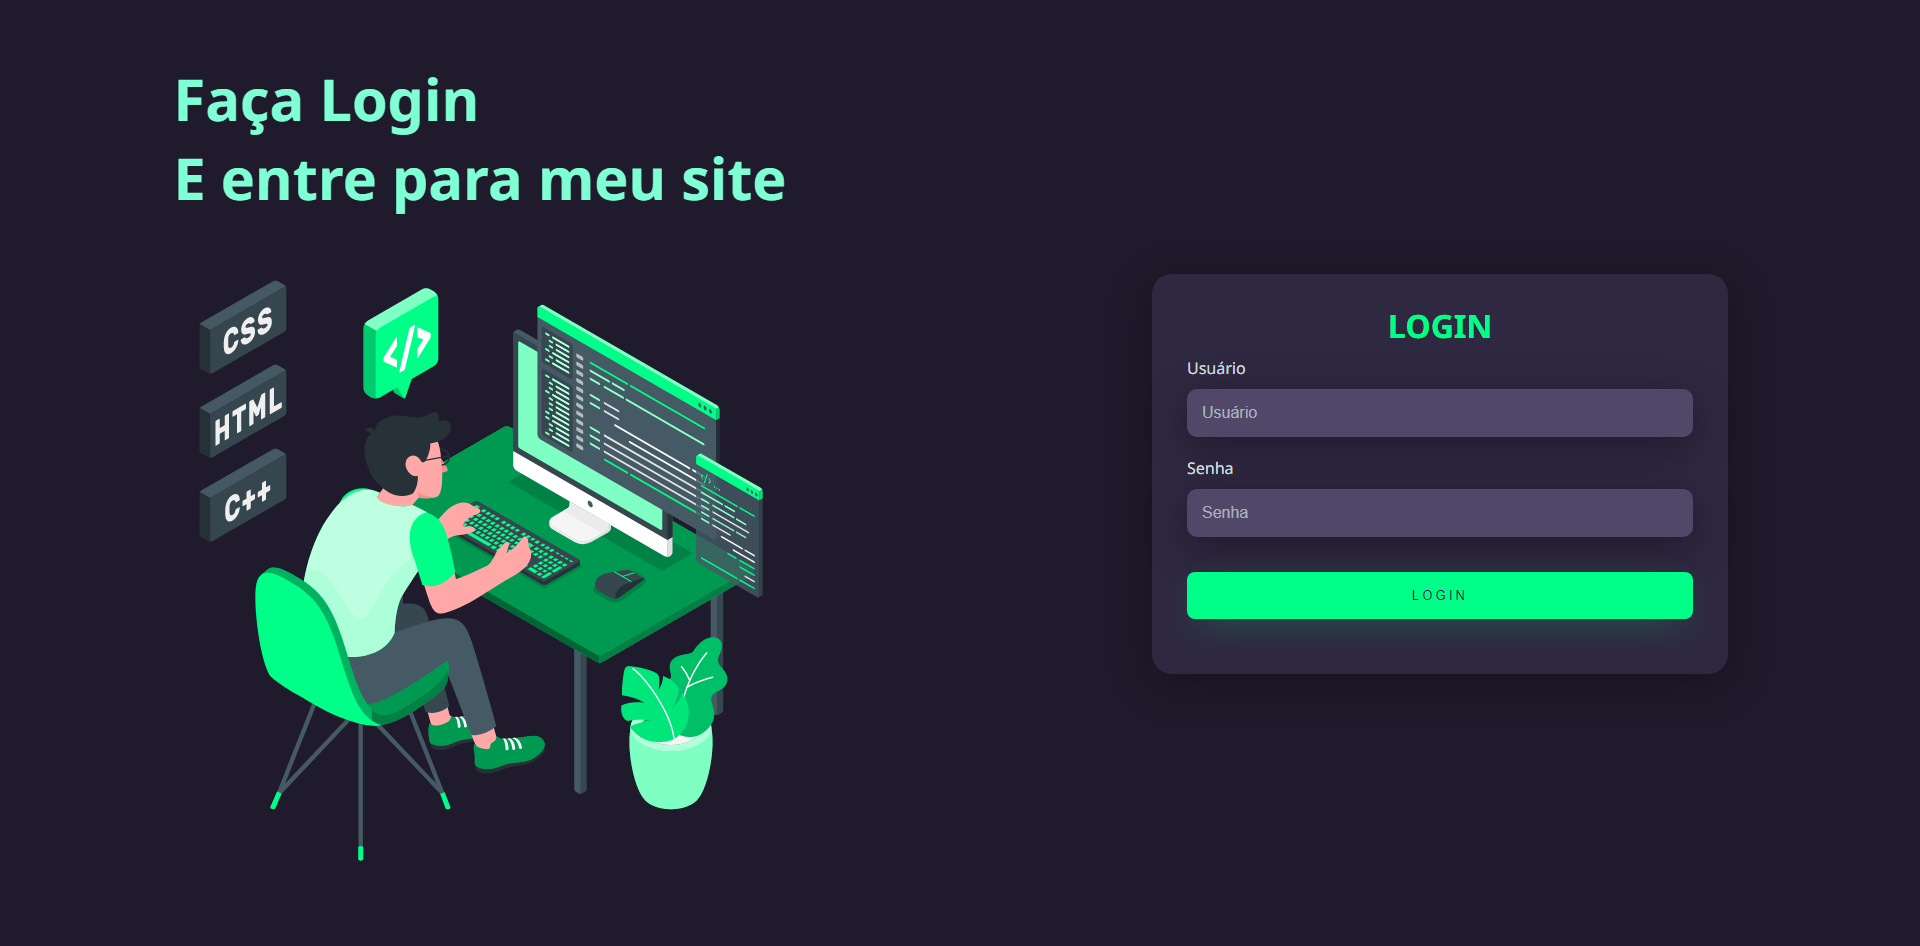 Faça Login
E entre para meu site
CSS
</>
HTML
C++
LOGIN
Usuário
Usuário
Senha
Senha
LOGIN